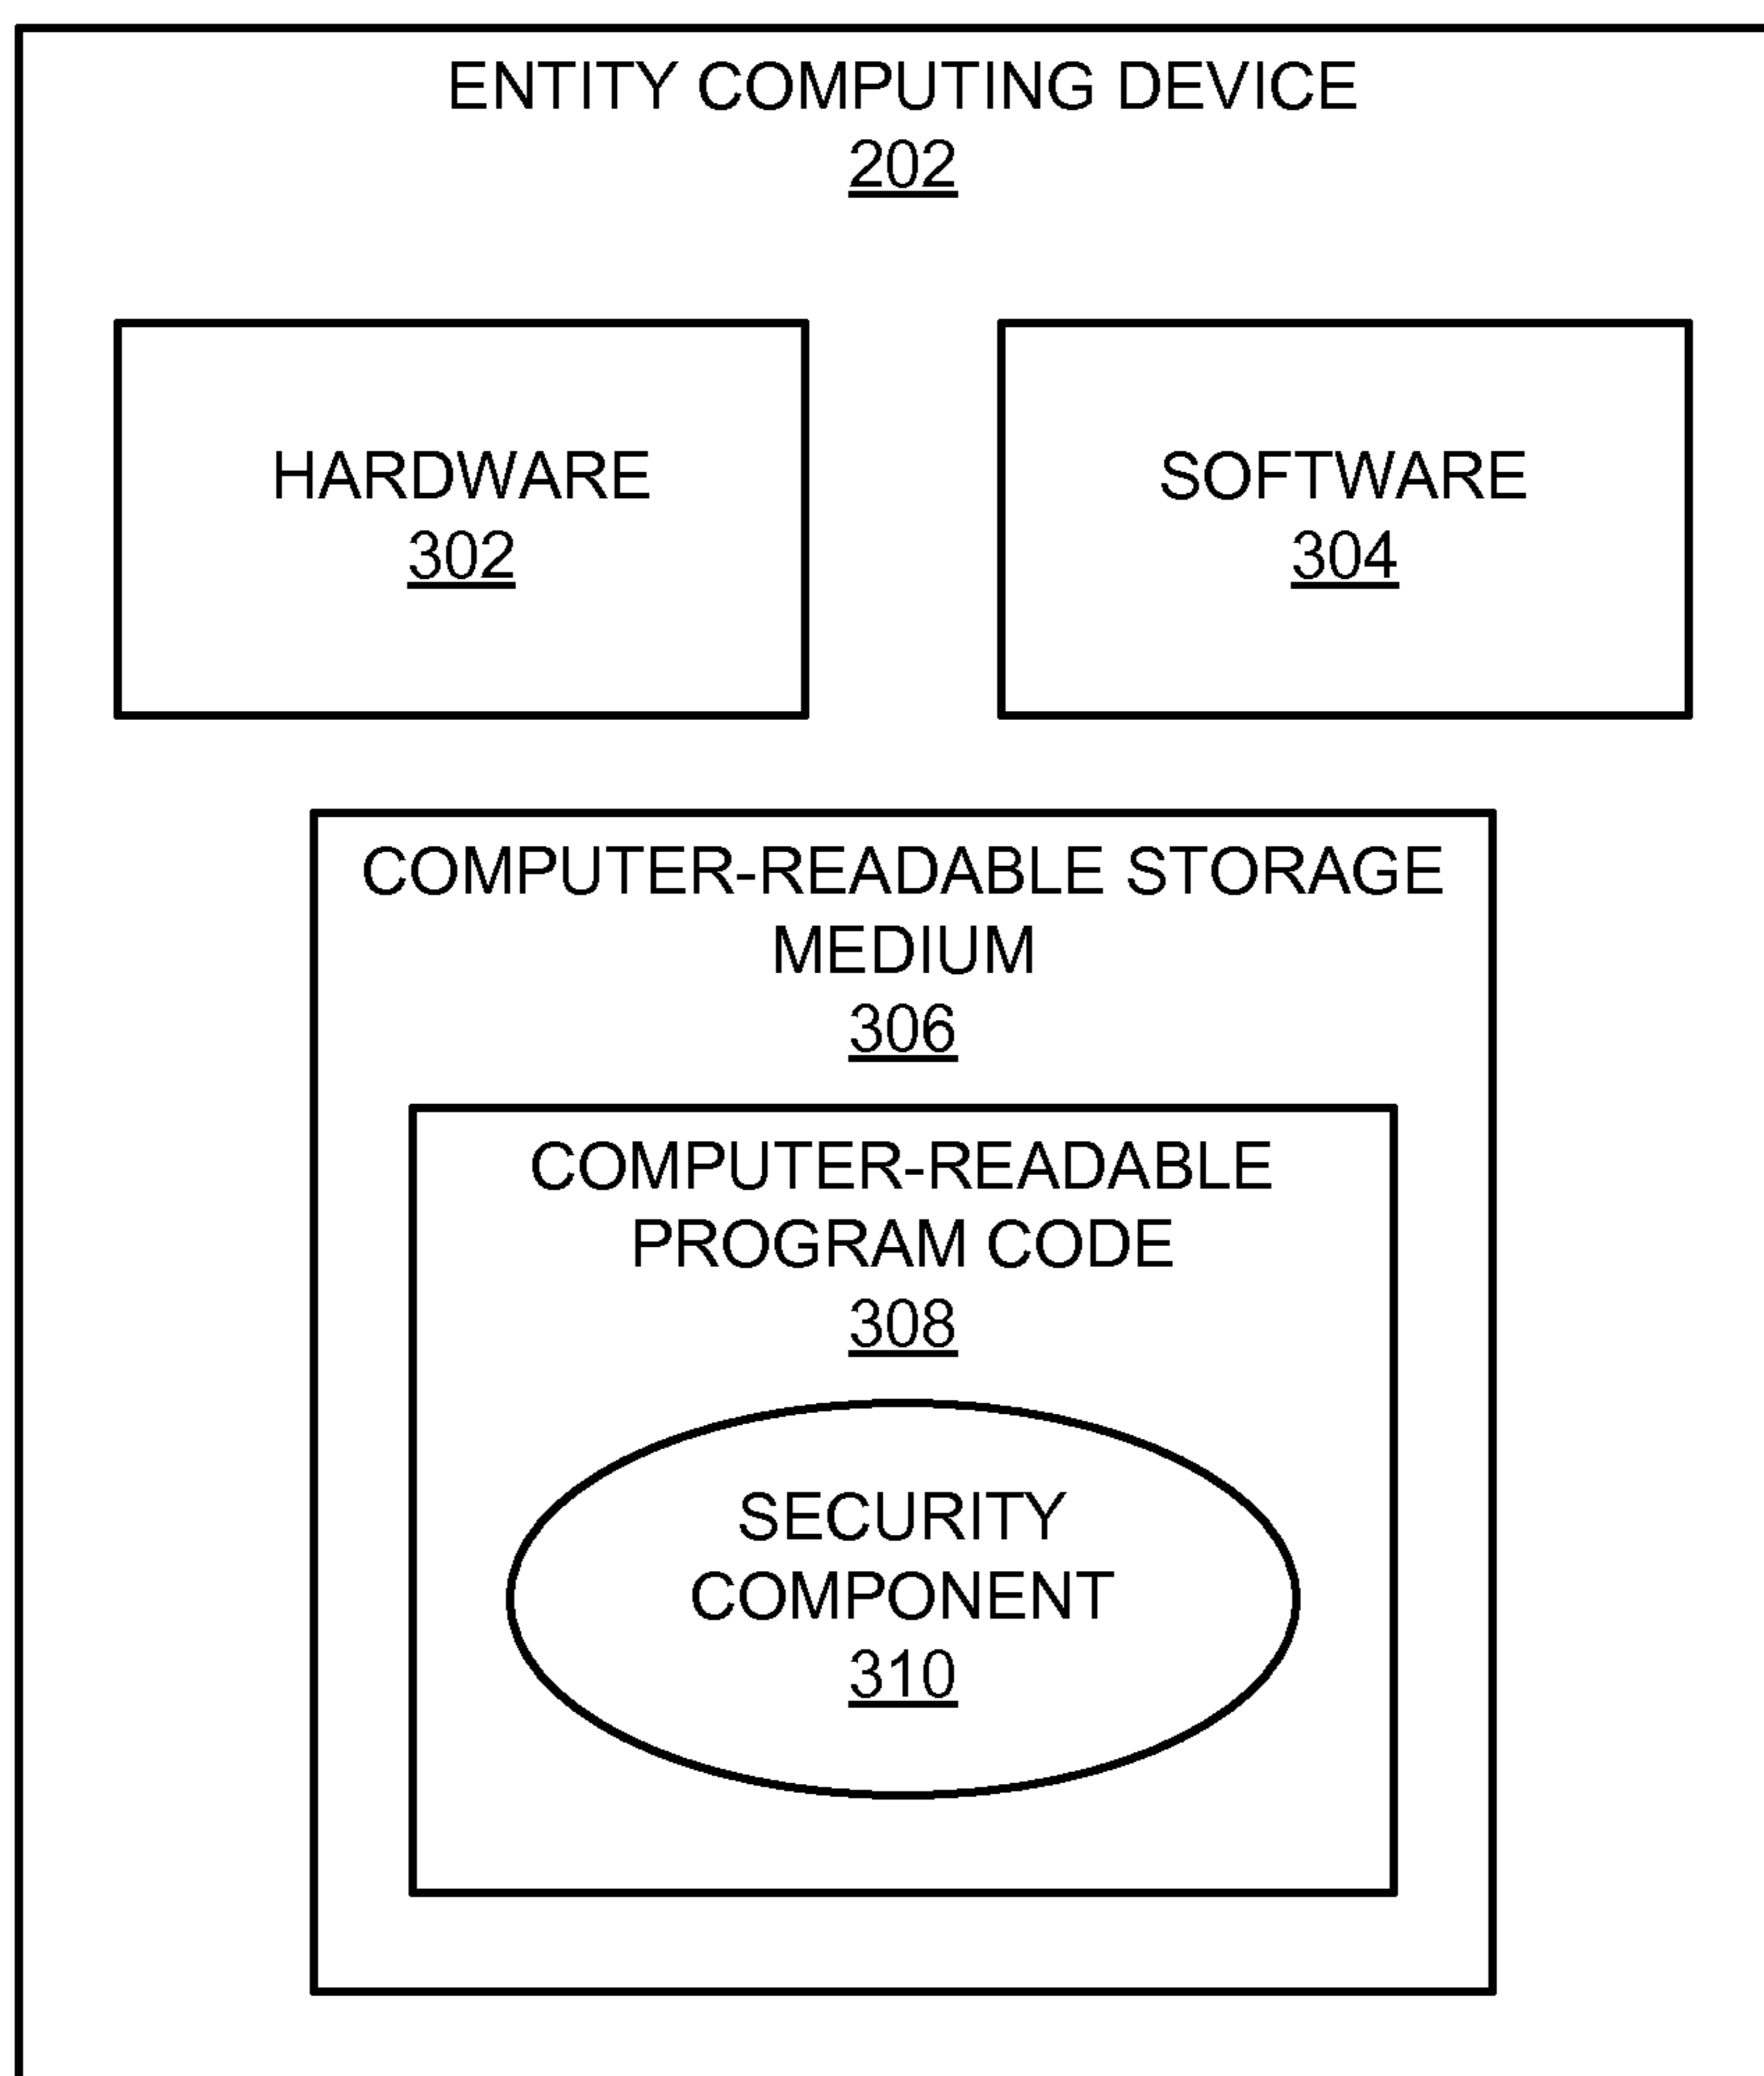 ENTITY COMPUTING DEVICE
202
HARDWARE
302
SOFTWARE
304
COMPUTER-READABLE STORAGE
MEDIUM
306
COMPUTER-READABLE
PROGRAM CODE
308
SECURITY
COMPONENT
310